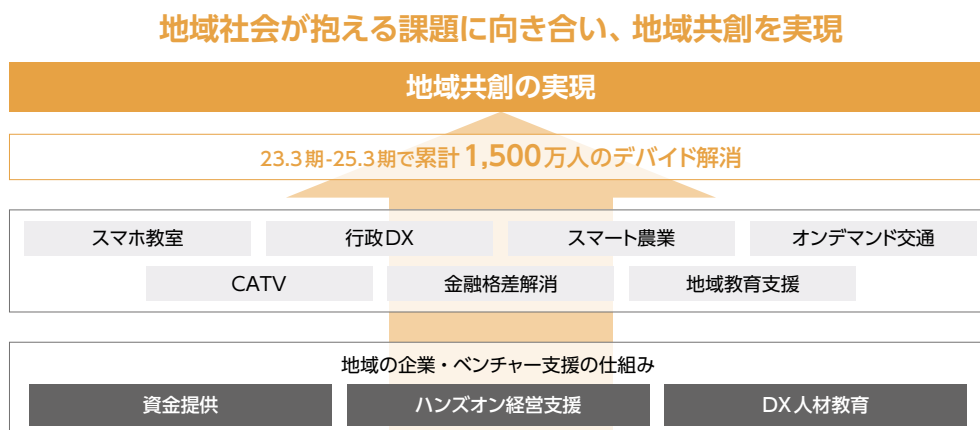 地域社会が抱える課題に向き合い、地域共創を実現
地域共創の実現
23.3期-25.3期で累計1,500万人のデバイド解消
スマホ教室 行政DX スマート農業 オンデマンド交通
CATV 金融格差解消 地域教育支援
地域の企業・ベンチャー支援の仕組み
資金提供 ハンズオン経営支援 DX人材教育